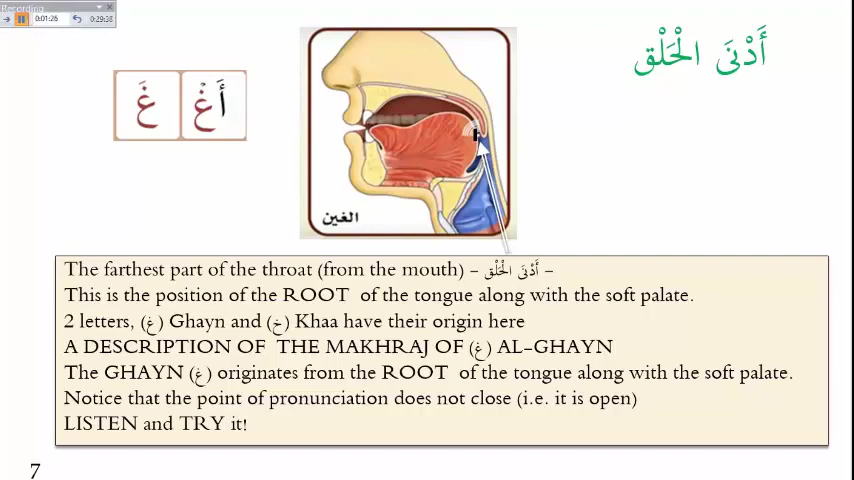 Recording
0:01:26
0:29:38
أَدْنَى الْحَلْق
غَ
أَغْ
الغين
The farthest part of the throat (from the mouth) – أَدْنَى الْحَلْق –
This is the position of the ROOT of the tongue along with the soft palate.
2 letters, (غ) Ghayn and (خ) Khaa have their origin here
A DESCRIPTION OF THE MAKHRAJ OF (غ) AL-GHAYN
The GHAYN (غ) originates from the ROOT of the tongue along with the soft palate.
Notice that the point of pronunciation does not close (i.e. it is open)
LISTEN and TRY it!
7